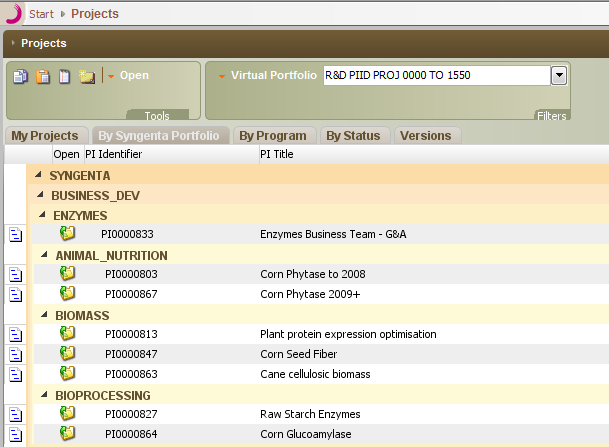 Start Projects
Projects
Open
Tools
Virtual Portfolio R&D PIID PROJ 0000 TO 1550
Filters
My Projects By Syngenta Portfolio By Program By Status Versions
Open PI Identifier PI Title
SYNGENTA
BUSINESS_DEV
ENZYMES
PI0000833 Enzymes Business Team - G&A
ANIMAL_NUTRITION
PI0000803 Corn Phytase to 2008
PI0000867 Corn Phytase 2009+
BIOMASS
PI0000813 Plant protein expression optimisation
PI0000847 Corn Seed Fiber
PI0000863 Cane cellulosic biomass
BIOPROCESSING
PI0000827 Raw Starch Enzymes
PI0000864 Corn Glucoamylase